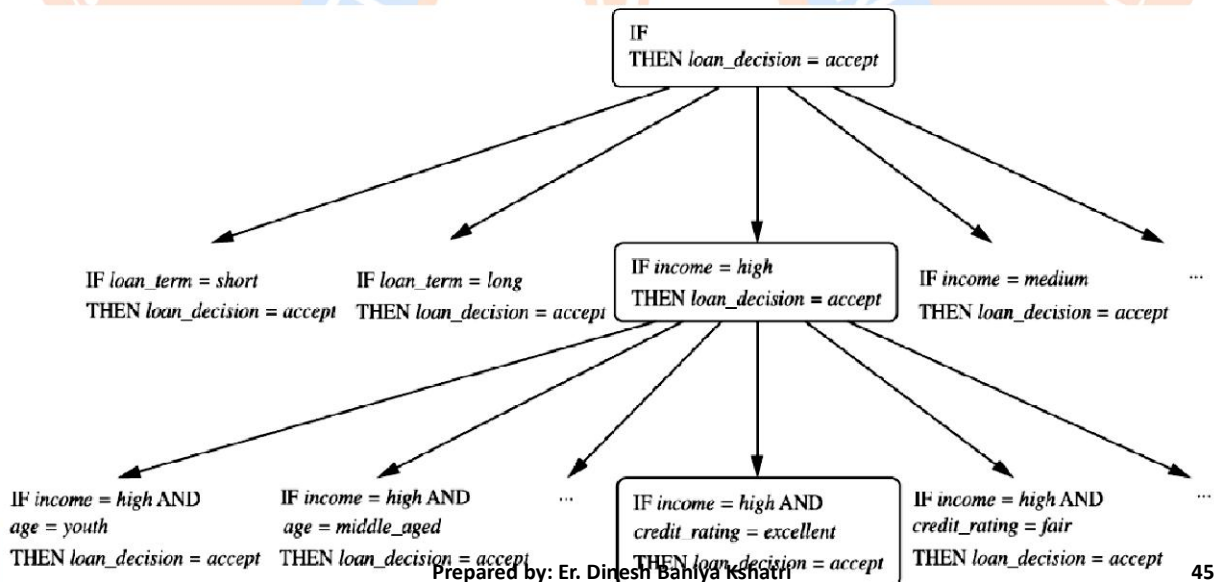 IF
THEN loan_decision = accept
IF loan_term = short
THEN loan_decision = accept
IF loan_term = long
THEN loan_decision = accept
IF income = high
THEN loan_decision = accept
IF income = medium
THEN loan_decision = accept
...
IF income = high AND
age = youth
THEN loan_decision = accept
IF income = high AND
age = middle_aged
THEN loan_decision = accept
...
IF income = high AND
credit_rating = excellent
THEN loan_decision = accept
IF income = high AND
credit_rating = fair
THEN loan_decision = accept
...
Prepared by: Er. Dinesh Baniya Kshatri
45